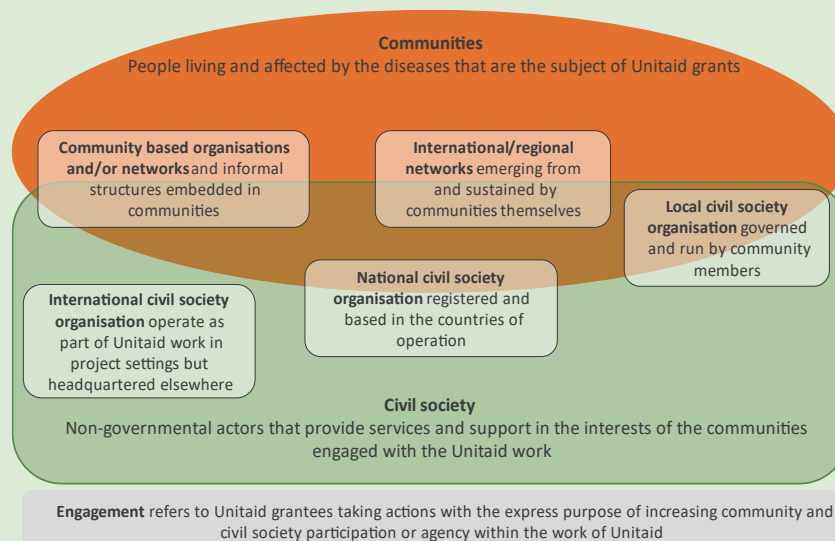 Communities
People living and affected by the diseases that are the subject of Unitaid grants
Community based organisations
and/or networks and informal
structures embedded in
communities
International/regional
networks emerging from
and sustained by
communities themselves
Local civil society
organisation governed
and run by community
members
National civil society
organisation registered and
based in the countries of
operation
International civil society
organisation operate as
part of Unitaid work in
project settings but
headquartered elsewhere
Civil society
Non-governmental actors that provide services and support in the interests of the communities
engaged with the Unitaid work
Engagement refers to Unitaid grantees taking actions with the express purpose of increasing community and
civil society participation or agency within the work of Unitaid